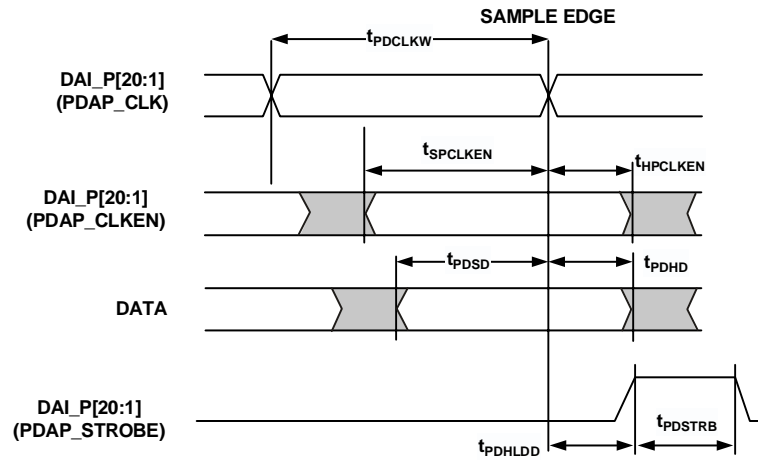 SAMPLE EDGE
tPDCLKW
DAI_P[20:1]
(PDAP_CLK)
tSPCLKEN
tHPCLKEN
DAI_P[20:1]
(PDAP_CLKEN)
tPDSD
tPDHD
DATA
DAI_P[20:1]
(PDAP_STROBE)
tPDSTRB
tPDHLDD